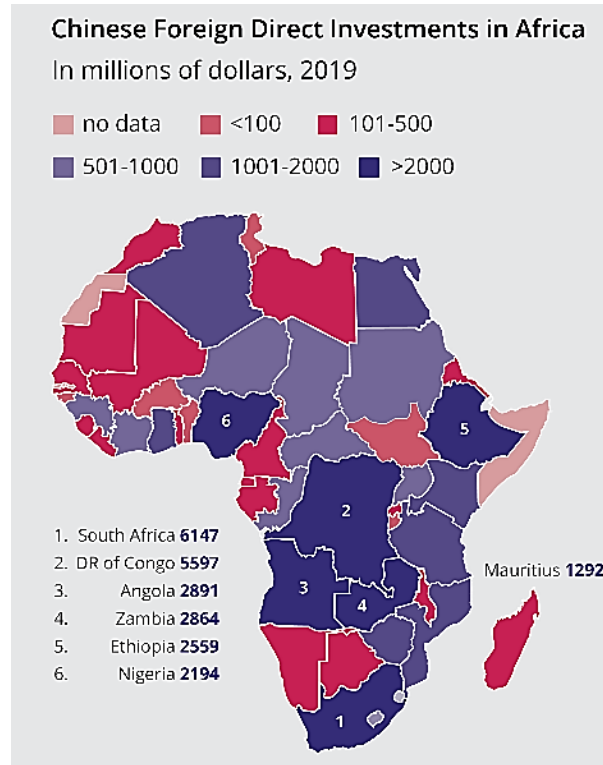 Chinese Foreign Direct Investments in Africa
In millions of dollars, 2019
no data <100 101-500
501-1000 1001-2000 >2000
6
5
2
1. South Africa 6147
2. DR of Congo 5597
3. Angola 2891
4. Zambia 2864
5. Ethiopia 2559
6. Nigeria 2194
Mauritius 1292
3
4
1